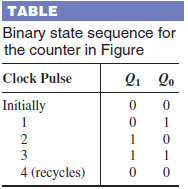 TABLE
Binary state sequence for
the counter in Figure
Clock Pulse Q1 Q0
Initially 0 0
1 0 1
2 1 0
3 1 1
4 (recycles) 0 0